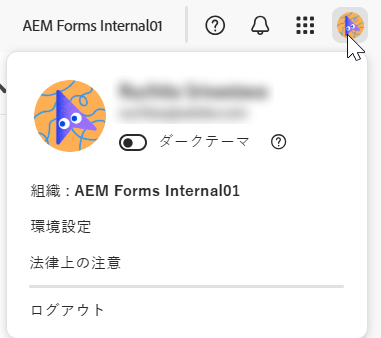 AEM Forms Internal01
ダークテーマ
組織 : AEM Forms Internal01
環境設定
法律上の注意
ログアウト